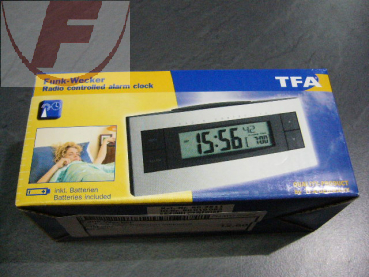 F
Funk-Wecker
Radio controlled alarm clock
TFA
15:56
inkl. Batterien
Batteries included